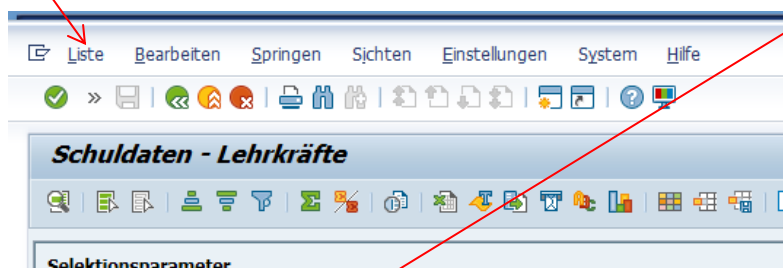 Liste Bearbeiten Springen Sichten Einstellungen System Hilfe
Schuldaten - Lehrkräfte
Selektionsparameter